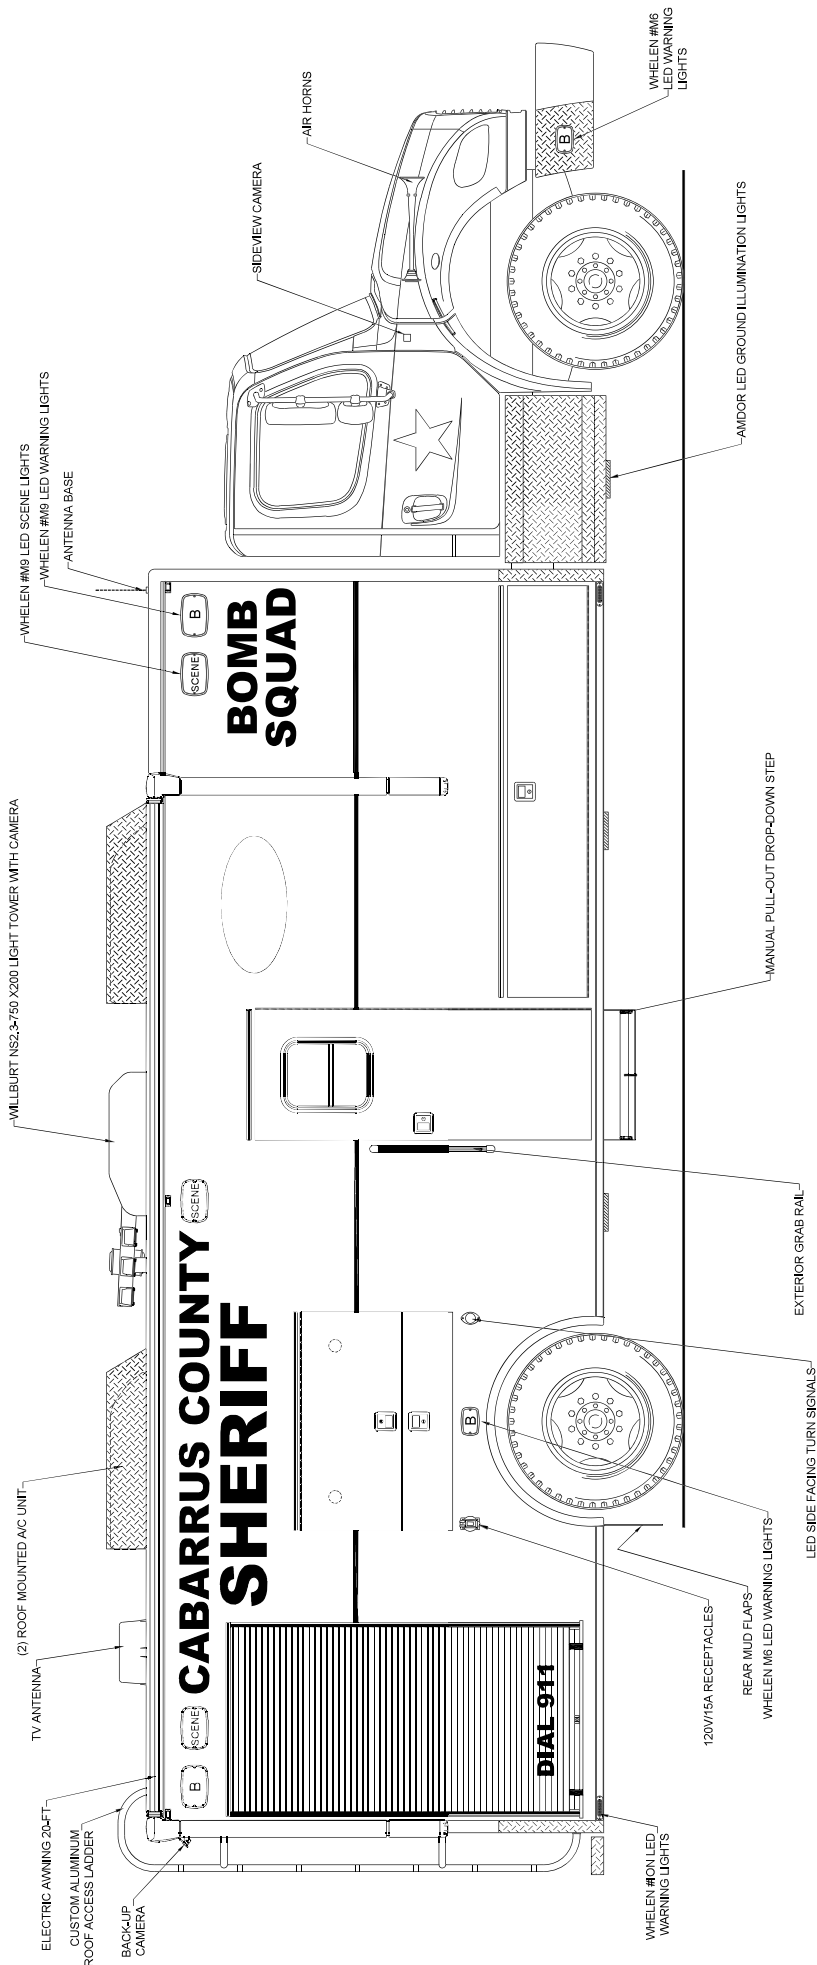 WHELEN #M9 LED SCENE LIGHTS
WHELEN #M9 LED WARNING LIGHTS
ANTENNA BASE
SIDEVIEW CAMERA
AIR HORNS
WHELEN #M6
LED WARNING
LIGHTS
WILLBURT NS2.3-750 X200 LIGHT TOWER WITH CAMERA
(2) ROOF MOUNTED A/C UNIT
TV ANTENNA
ELECTRIC AWNING 20-FT
CUSTOM ALUMINUM
ROOF ACCESS LADDER
BACK-UP
CAMERA
B
SCENE
CABARRUS COUNTY
SHERIFF
SCENE
SCENE
B
BOMB
SQUAD
B
B
DIAL 911
WHELEN #ION LED
WARNING LIGHTS
120V/15A RECEPTACLES
REAR MUD FLAPS
WHELEN M6 LED WARNING LIGHTS
LED SIDE FACING TURN SIGNALS
EXTERIOR GRAB RAIL
MANUAL PULL-OUT DROP-DOWN STEP
AMDOR LED GROUND ILLUMINATION LIGHTS